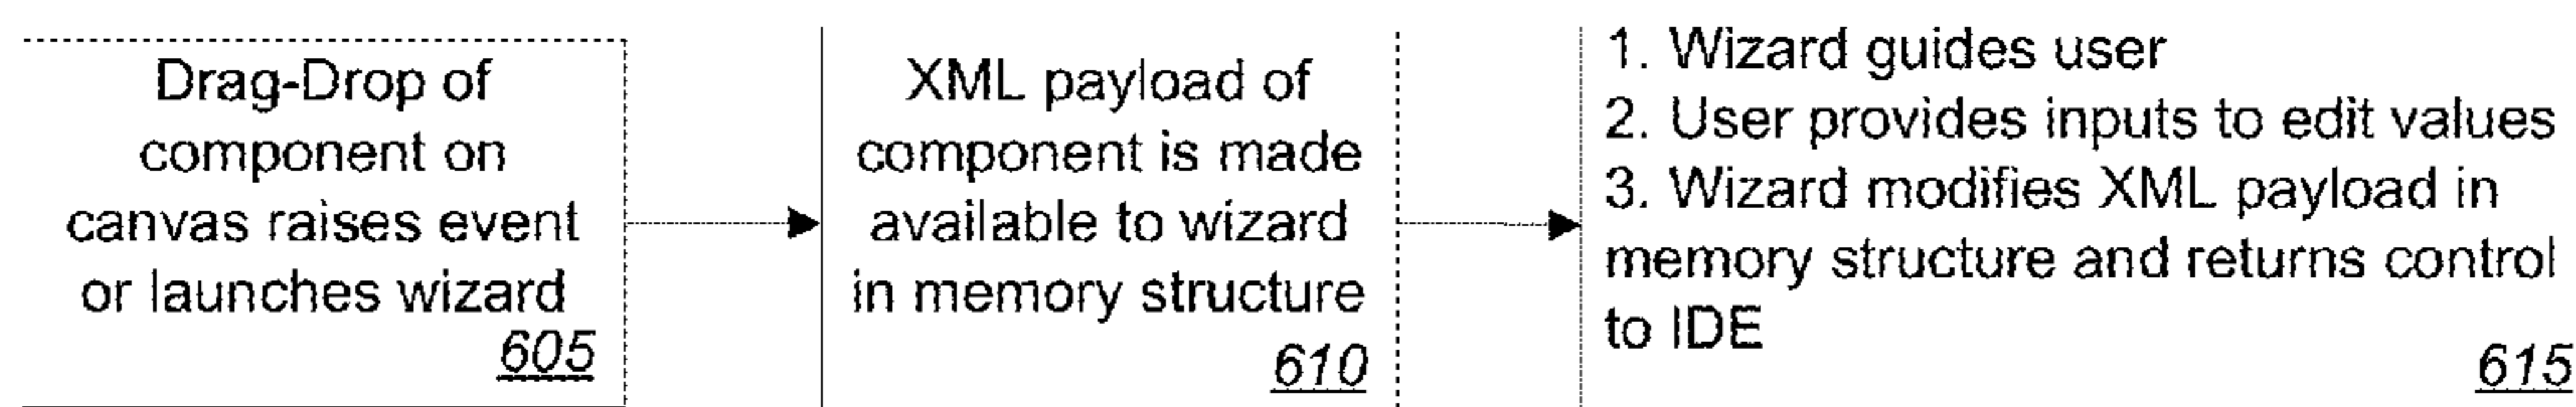 Drag-Drop of
component on
canvas raises event
or launches wizard
605
XML payload of
component is made
available to wizard
in memory structure
610
1. Wizard guides user
2. User provides inputs to edit values
3. Wizard modifies XML payload in
memory structure and returns control
to IDE
615